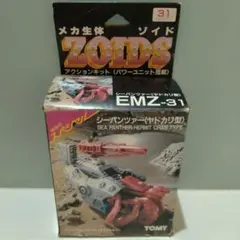 31
メカ生体 ゾイド
ZOIDS
アクションキット(パワーユニット搭載)
EMZ-31
シーパンツァー(ヤドカリ型)
SEA PANTHER/HERMIT CRAB TYPE
TOMY